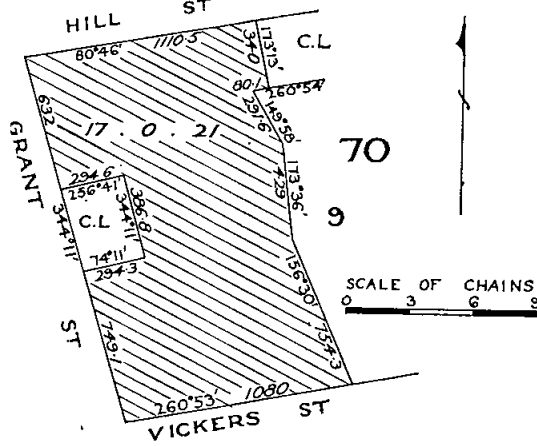 HILL ST
80°46' 1110.5
340
173°13'
C.L
80.1 260°54'
149°58'
291.6
632
17. 0. 21.
70
GRANT ST
294.6
256°41'
386.8
344°11'
429
173°36'
9
C.L
344°11'
74°11'
294.3
156°30'
754.3
SCALE OF CHAINS
0 3 6 9
749.1
260°53' 1080
VICKERS ST